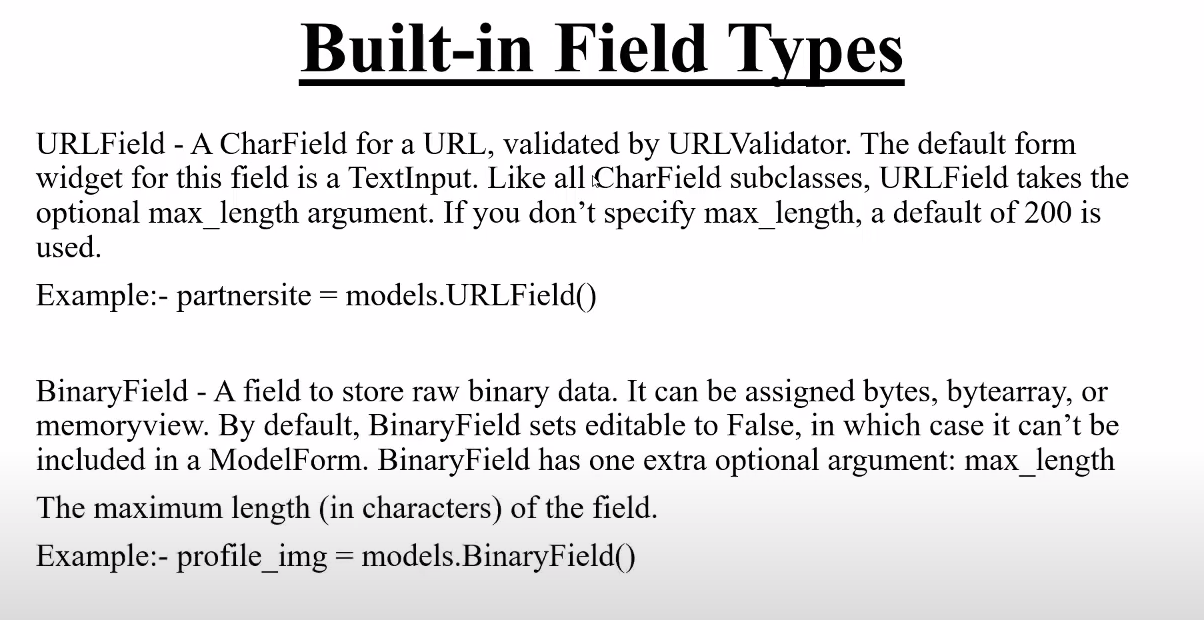 Built-in Field Types
URLField - A CharField for a URL, validated by URLValidator. The default form
widget for this field is a TextInput. Like all CharField subclasses, URLField takes the
optional max_length argument. If you don’t specify max_length, a default of 200 is
used.
Example:- partnersite = models.URLField()
BinaryField - A field to store raw binary data. It can be assigned bytes, bytearray, or
memoryview. By default, BinaryField sets editable to False, in which case it can’t be
included in a ModelForm. BinaryField has one extra optional argument: max_length
The maximum length (in characters) of the field.
Example:- profile_img = models.BinaryField()